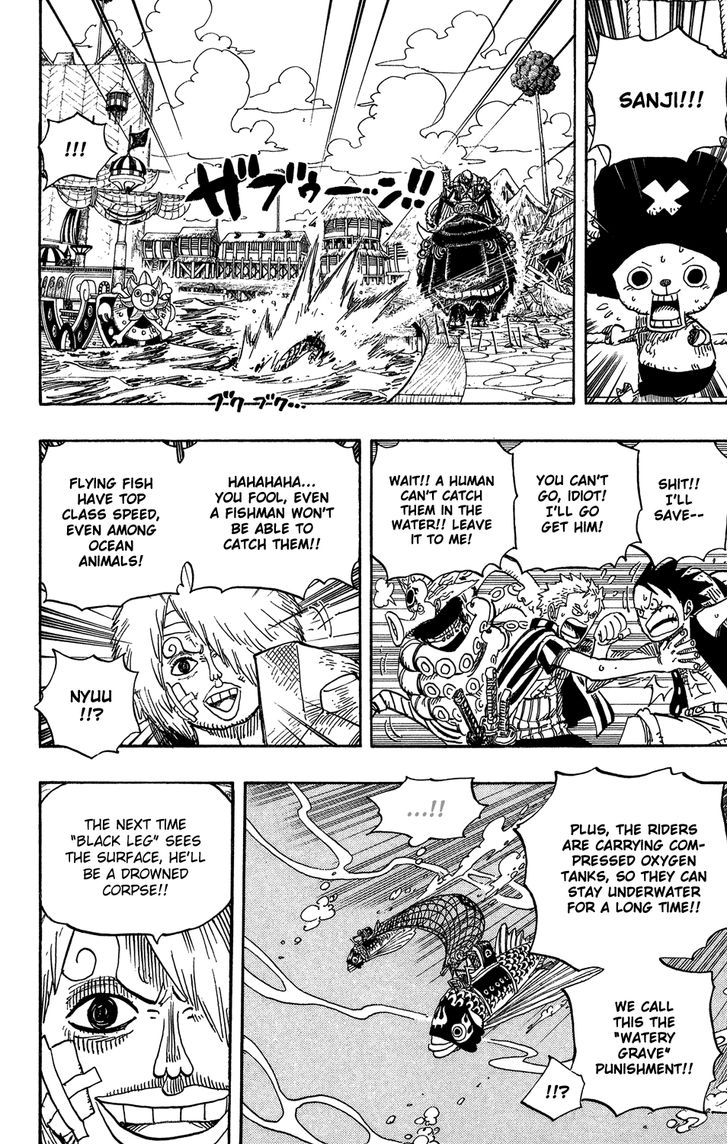 SANJI!!!
!!!
ザブゥーーン!!
ブクーブク...
SHIT!!
I'LL
SAVE--
YOU CAN'T
GO, IDIOT!
I'LL GO
GET HIM!
WAIT!! A HUMAN
CAN'T CATCH
THEM IN THE
WATER!! LEAVE
IT TO ME!
HAHAHAHA...
YOU FOOL, EVEN
A FISHMAN WON'T
BE ABLE TO
CATCH THEM!!
FLYING FISH
HAVE TOP
CLASS SPEED,
EVEN AMONG
OCEAN
ANIMALS!
NYUU
!!?
PLUS, THE RIDERS
ARE CARRYING COM-
PRESSED OXYGEN
TANKS, SO THEY CAN
STAY UNDERWATER
FOR A LONG TIME!!
...!!
WE CALL
THIS THE
"WATERY
GRAVE"
PUNISHMENT!!
!!?
THE NEXT TIME
"BLACK LEG" SEES
THE SURFACE, HE'LL
BE A DROWNED
CORPSE!!